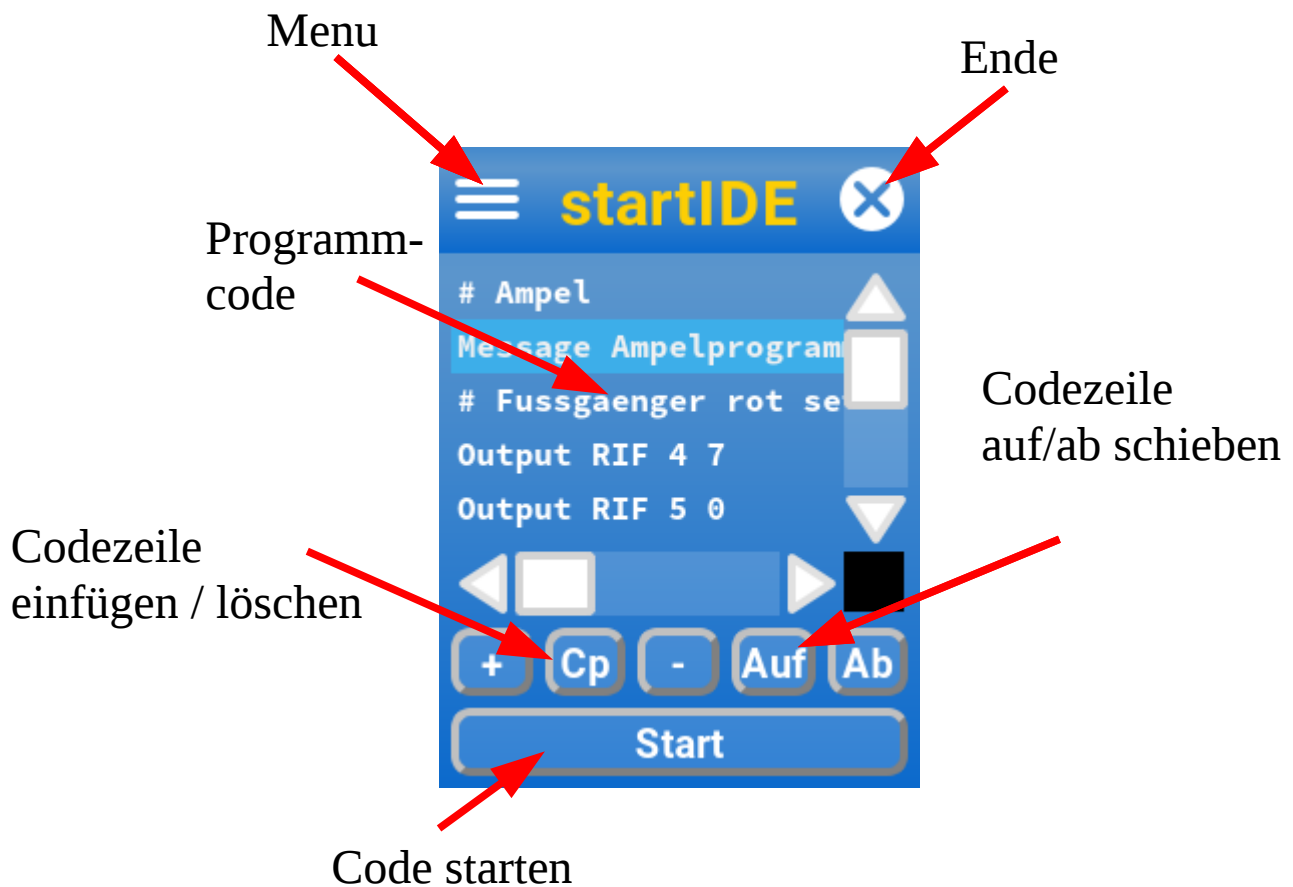 Menu
Ende
startIDE
Programm-
code
# Ampel
Message Ampelprogram
# Fussgaenger rot se
Output RIF 4 7
Output RIF 5 0
Codezeile
auf/ab schieben
Codezeile
einfügen / löschen
+ Cp - Auf Ab
Start
Code starten